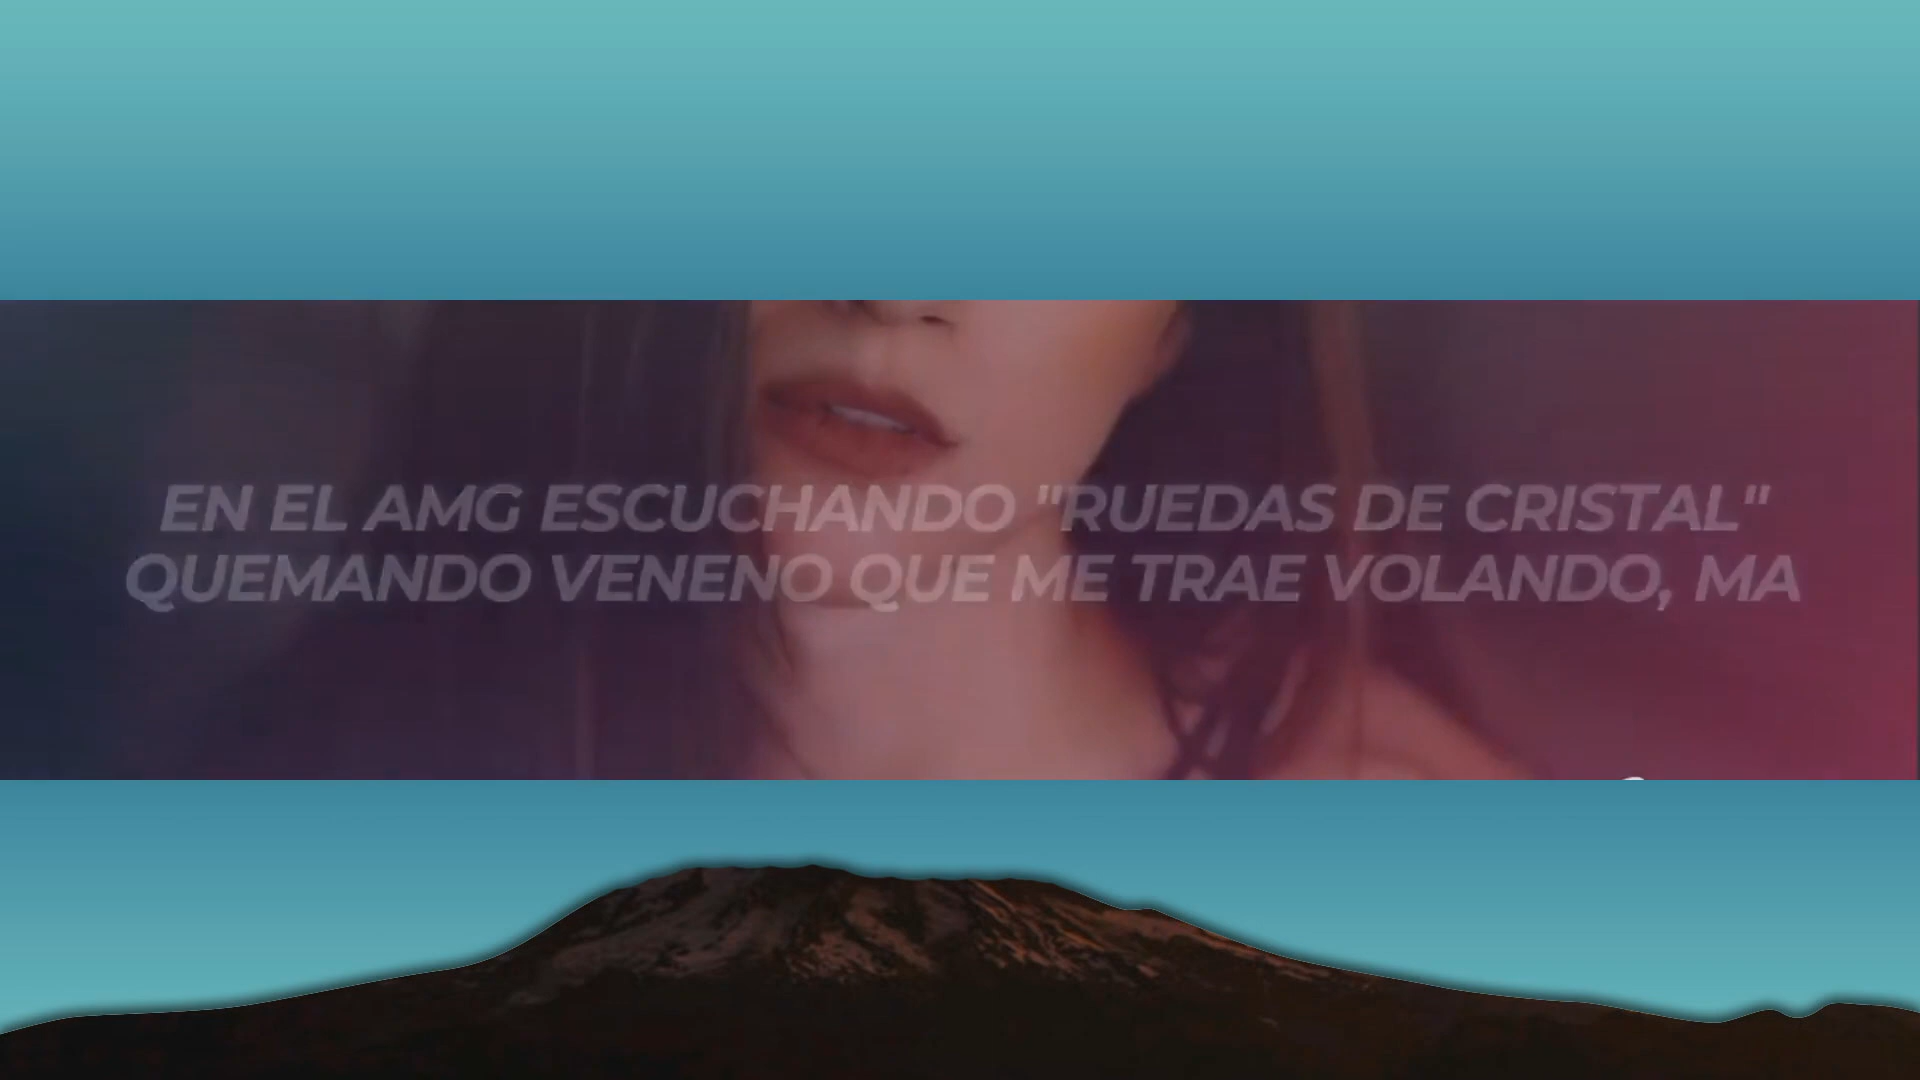 EN EL AMG ESCUCHANDO "RUEDAS DE CRISTAL"
QUEMANDO VENENO QUE ME TRAE VOLANDO, MA